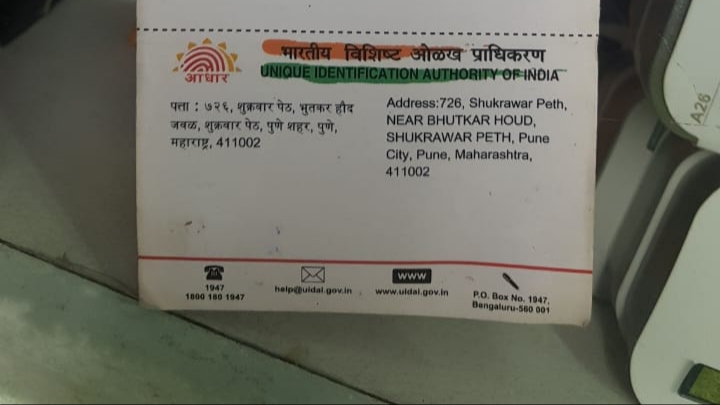 भारतीय विशिष्ट ओळख प्राधिकरण
आधार
UNIQUE IDENTIFICATION AUTHORITY OF INDIA
पत्ता : ७२६, शुक्रवार पेठ, भुतकर हौद
जवळ, शुक्रवार पेठ, पुणे शहर, पुणे,
महाराष्ट्र, 411002
Address:726, Shukrawar Peth,
NEAR BHUTKAR HOUD,
SHUKRAWAR PETH, Pune
City, Pune, Maharashtra,
411002
1947
1800 180 1947
help@uidai.gov.in
www
www.uidai.gov.in
P.O. Box No. 1947,
Bengaluru-560 001
A26